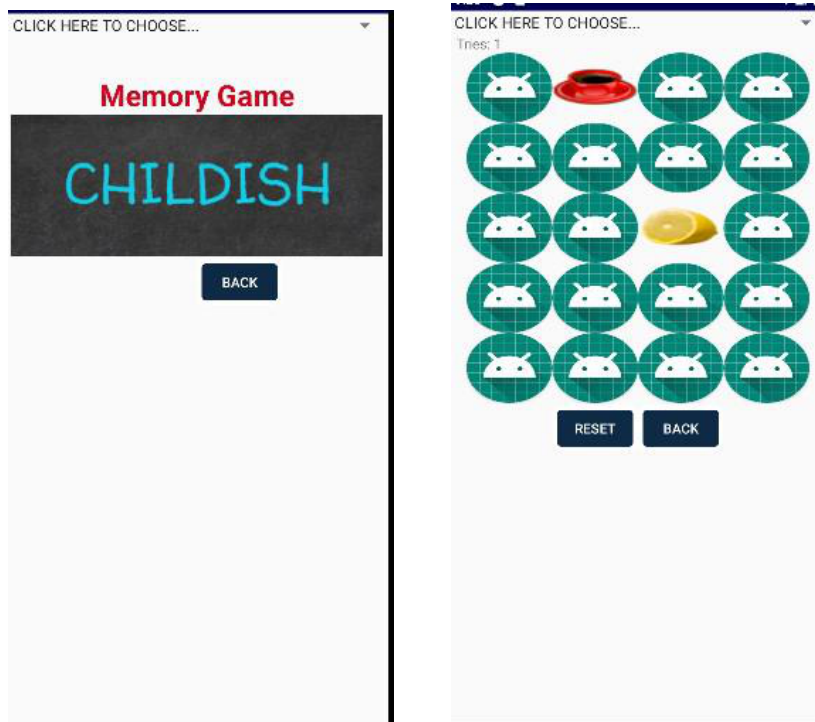 CLICK HERE TO CHOOSE...
Memory Game
CHILDISH
BACK
CLICK HERE TO CHOOSE...
Tries: 1
RESET
BACK